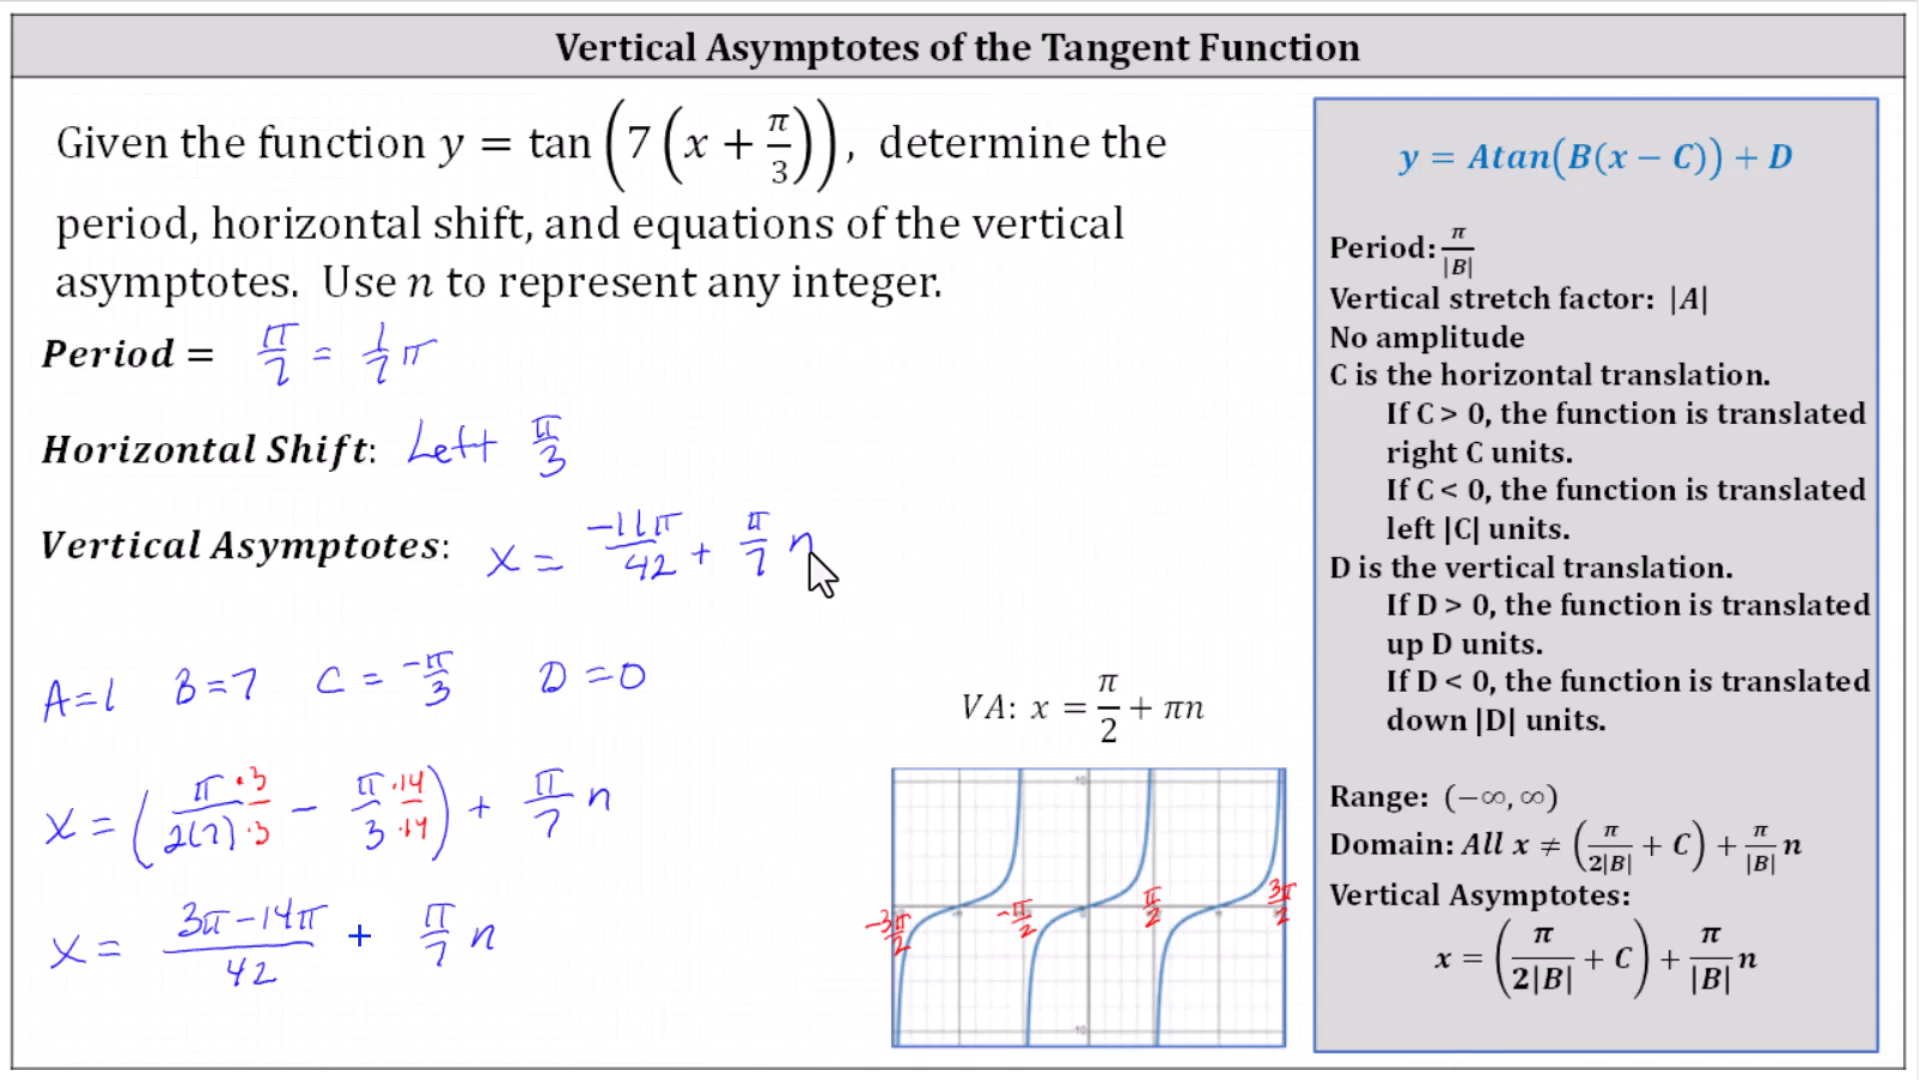 Vertical Asymptotes of the Tangent Function
Given the function y = tan(7(x + π/3)), determine the
period, horizontal shift, and equations of the vertical
asymptotes. Use n to represent any integer.
Period = π/7 = 1/7 π
Horizontal Shift: Left π/3
Vertical Asymptotes: x = -11π/42 + π/7 n
A=1 B=7 C = -π/3 D=0
x = (π·3/2(7)·3 − π·14/3·14) + π/7 n
x = 3π−14π/42 + π/7 n
VA: x = π/2 + πn
-3π/2 -π/2 π/2 3π/2
y = Atan(B(x − C)) + D
Period: π/|B|
Vertical stretch factor: |A|
No amplitude
C is the horizontal translation.
If C > 0, the function is translated
right C units.
If C < 0, the function is translated
left |C| units.
D is the vertical translation.
If D > 0, the function is translated
up D units.
If D < 0, the function is translated
down |D| units.
Range: (−∞, ∞)
Domain: All x ≠ (π/2|B| + C) + π/|B| n
Vertical Asymptotes:
x = (π/2|B| + C) + π/|B| n